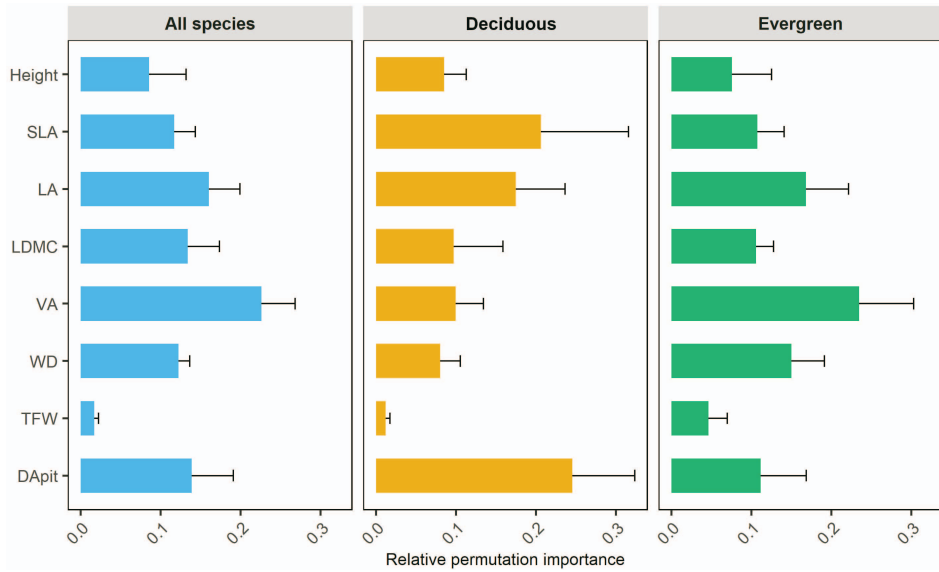 All species
Deciduous
Evergreen
Height
SLA
LA
LDMC
VA
WD
TFW
DApit
0.0 0.1 0.2 0.3
0.0 0.1 0.2 0.3
0.0 0.1 0.2 0.3
Relative permutation importance